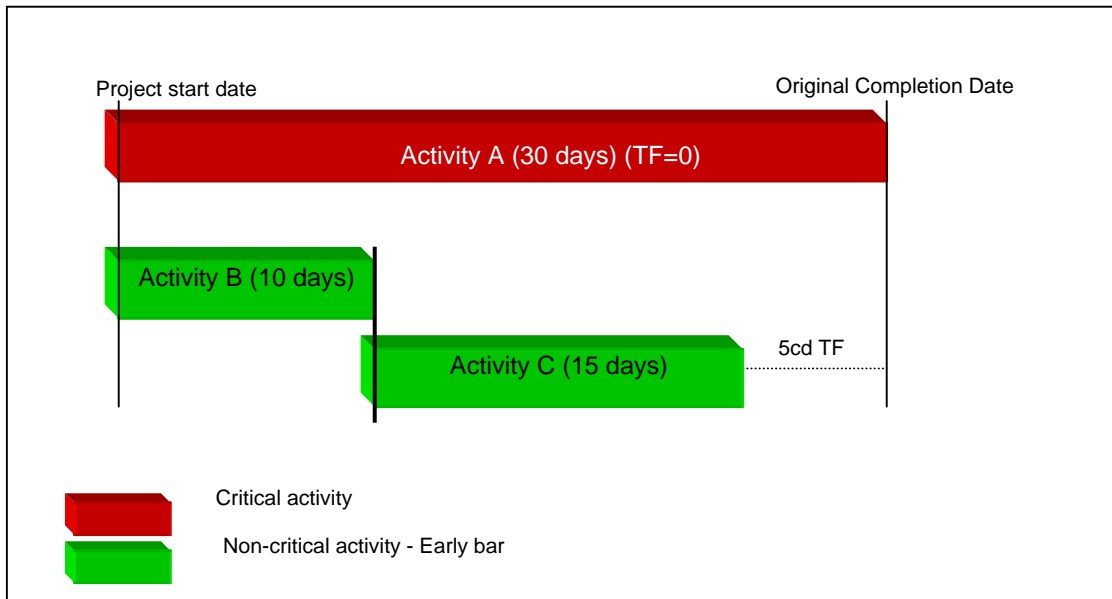 Project start date
Original Completion Date
Activity A (30 days) (TF=0)
Activity B (10 days)
Activity C (15 days)
5cd TF
Critical activity
Non-critical activity - Early bar